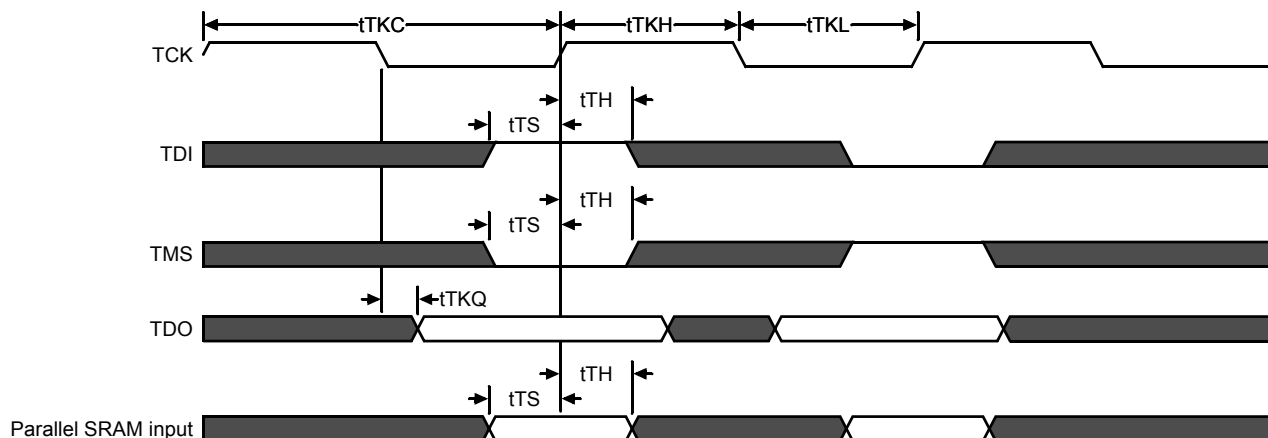 tTKC
tTKH
tTKL
TCK
tTH
tTS
TDI
tTH
tTS
TMS
tTKQ
TDO
tTH
tTS
Parallel SRAM input